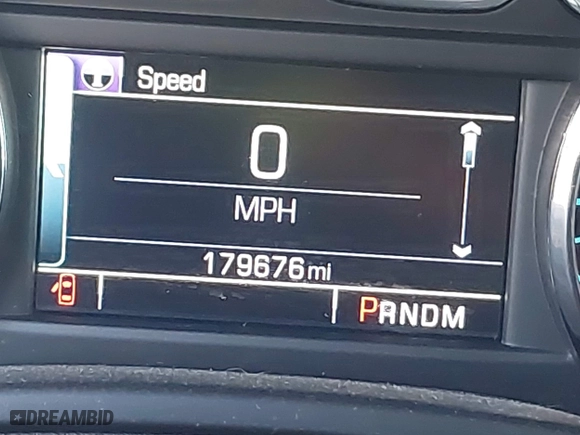 Speed
0
MPH
179676mi
PRNDM
DREAMBID